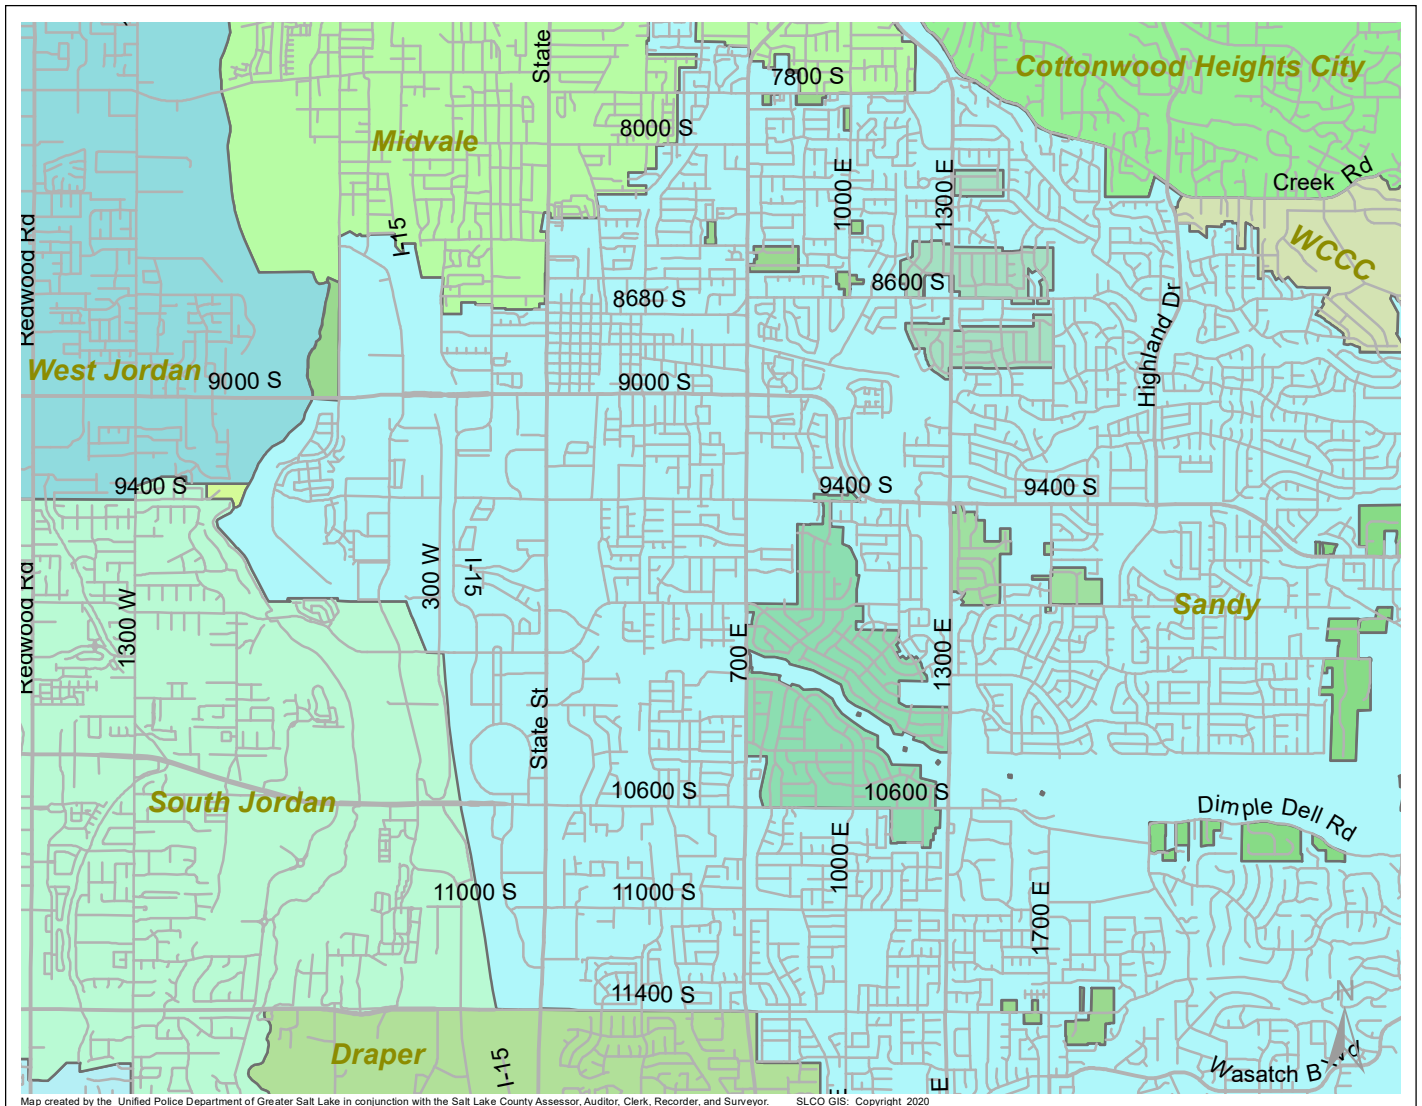 State
7800 S
Cottonwood Heights City
8000 S
Midvale
Creek Rd
1000 E
1300 E
Redwood Rd
I-15
WCCC
8600 S
8680 S
Highland Dr
West Jordan
9000 S
9000 S
9400 S
9400 S
9400 S
300 W
I-15
Redwood Rd
1300 W
Sandy
700 E
1300 E
State St
10600 S
10600 S
South Jordan
Dimple Dell Rd
1000 E
11000 S
11000 S
1700 E
11400 S
N
Draper
I-15
Wasatch Blvd
E
E
Map created by the Unified Police Department of Greater Salt Lake in conjunction with the Salt Lake County Assessor, Auditor, Clerk, Recorder, and Surveyor. SLCO GIS: Copyright 2020